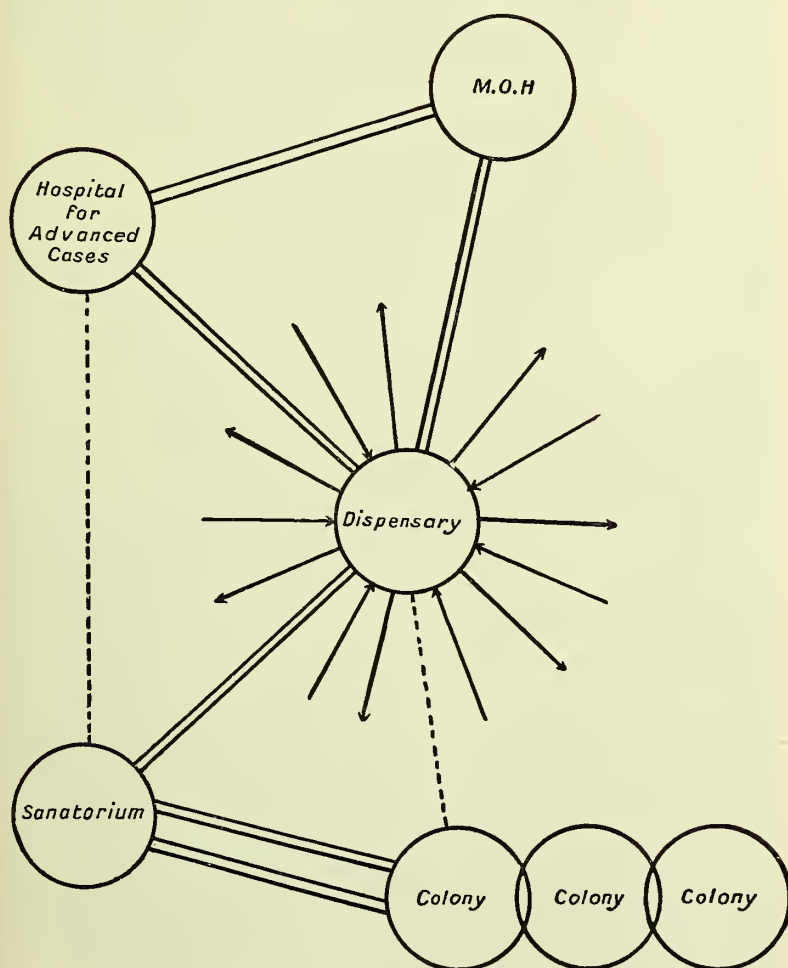 M.O.H
Hospital
for
Advanced
Cases
Dispensary
Sanatorium
Colony
Colony
Colony